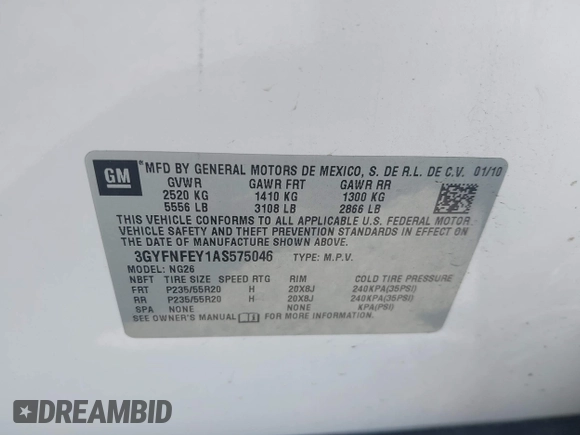 GM
® MFD BY GENERAL MOTORS DE MEXICO, S. DE R.L. DE C.V. 01/10
GVWR GAWR FRT GAWR RR
2520 KG 1410 KG 1300 KG
5556 LB 3108 LB 2866 LB
THIS VEHICLE CONFORMS TO ALL APPLICABLE U.S. FEDERAL MOTOR
VEHICLE SAFETY AND THEFT PREVENTION STANDARDS IN EFFECT ON
THE DATE OF MANUFACTURE SHOWN ABOVE.
3GYFNFEY1AS575046 TYPE: M.P.V.
MODEL: NG26
NBFT TIRE SIZE SPEED RTG RIM COLD TIRE PRESSURE
FRT P235/55R20 H 20X8J 240KPA(35PSI)
RR P235/55R20 H 20X8J 240KPA(35PSI)
SPA NONE NONE KPA(PSI)
SEE OWNER'S MANUAL FOR MORE INFORMATION.
DREAMBID